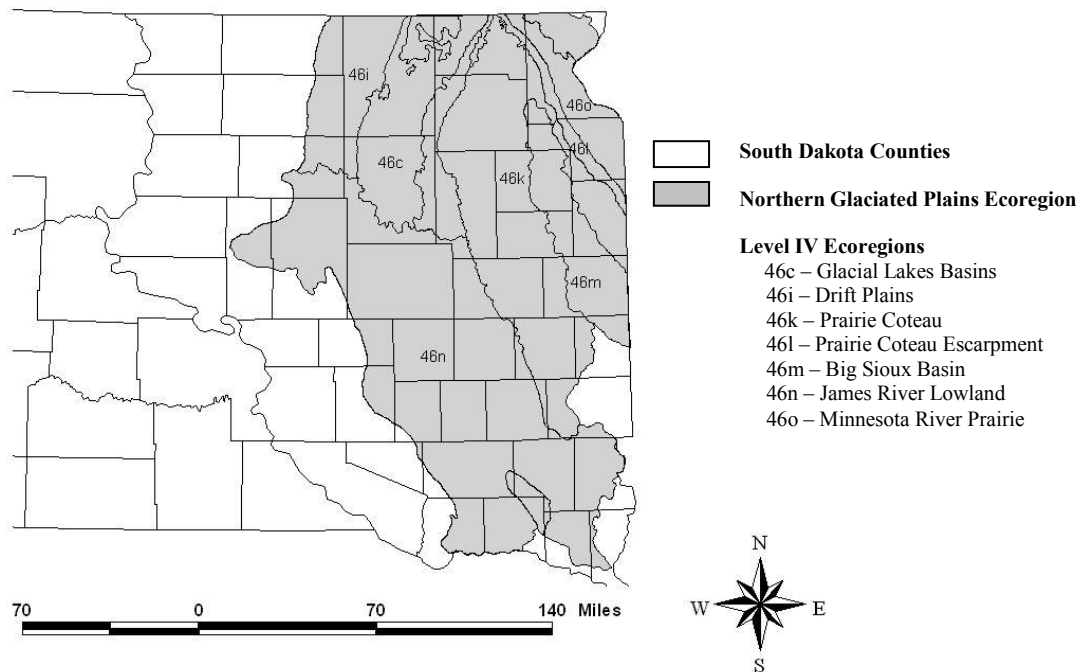 46i
46o
46c
46l
46k
46m
46n
South Dakota Counties
Northern Glaciated Plains Ecoregion
Level IV Ecoregions
46c – Glacial Lakes Basins
46i – Drift Plains
46k – Prairie Coteau
46l – Prairie Coteau Escarpment
46m – Big Sioux Basin
46n – James River Lowland
46o – Minnesota River Prairie
70 0 70 140 Miles
N
W E
S